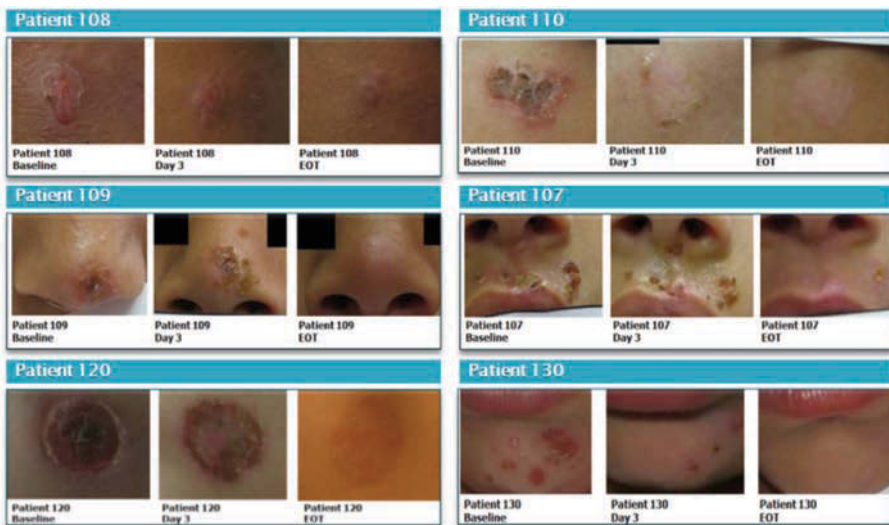 Patient 108
Patient 108
Baseline
Patient 108
Day 3
Patient 108
EOT
Patient 110
Patient 110
Baseline
Patient 110
Day 3
Patient 110
EOT
Patient 109
Patient 109
Baseline
Patient 109
Day 3
Patient 109
EOT
Patient 107
Patient 107
Baseline
Patient 107
Day 3
Patient 107
EOT
Patient 120
Patient 120
Baseline
Patient 120
Day 3
Patient 120
EOT
Patient 130
Patient 130
Baseline
Patient 130
Day 3
Patient 130
EOT